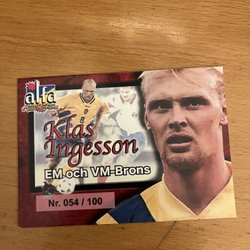 alfa
Klas
Ingesson
EM och VM-Brons
Nr. 054 / 100